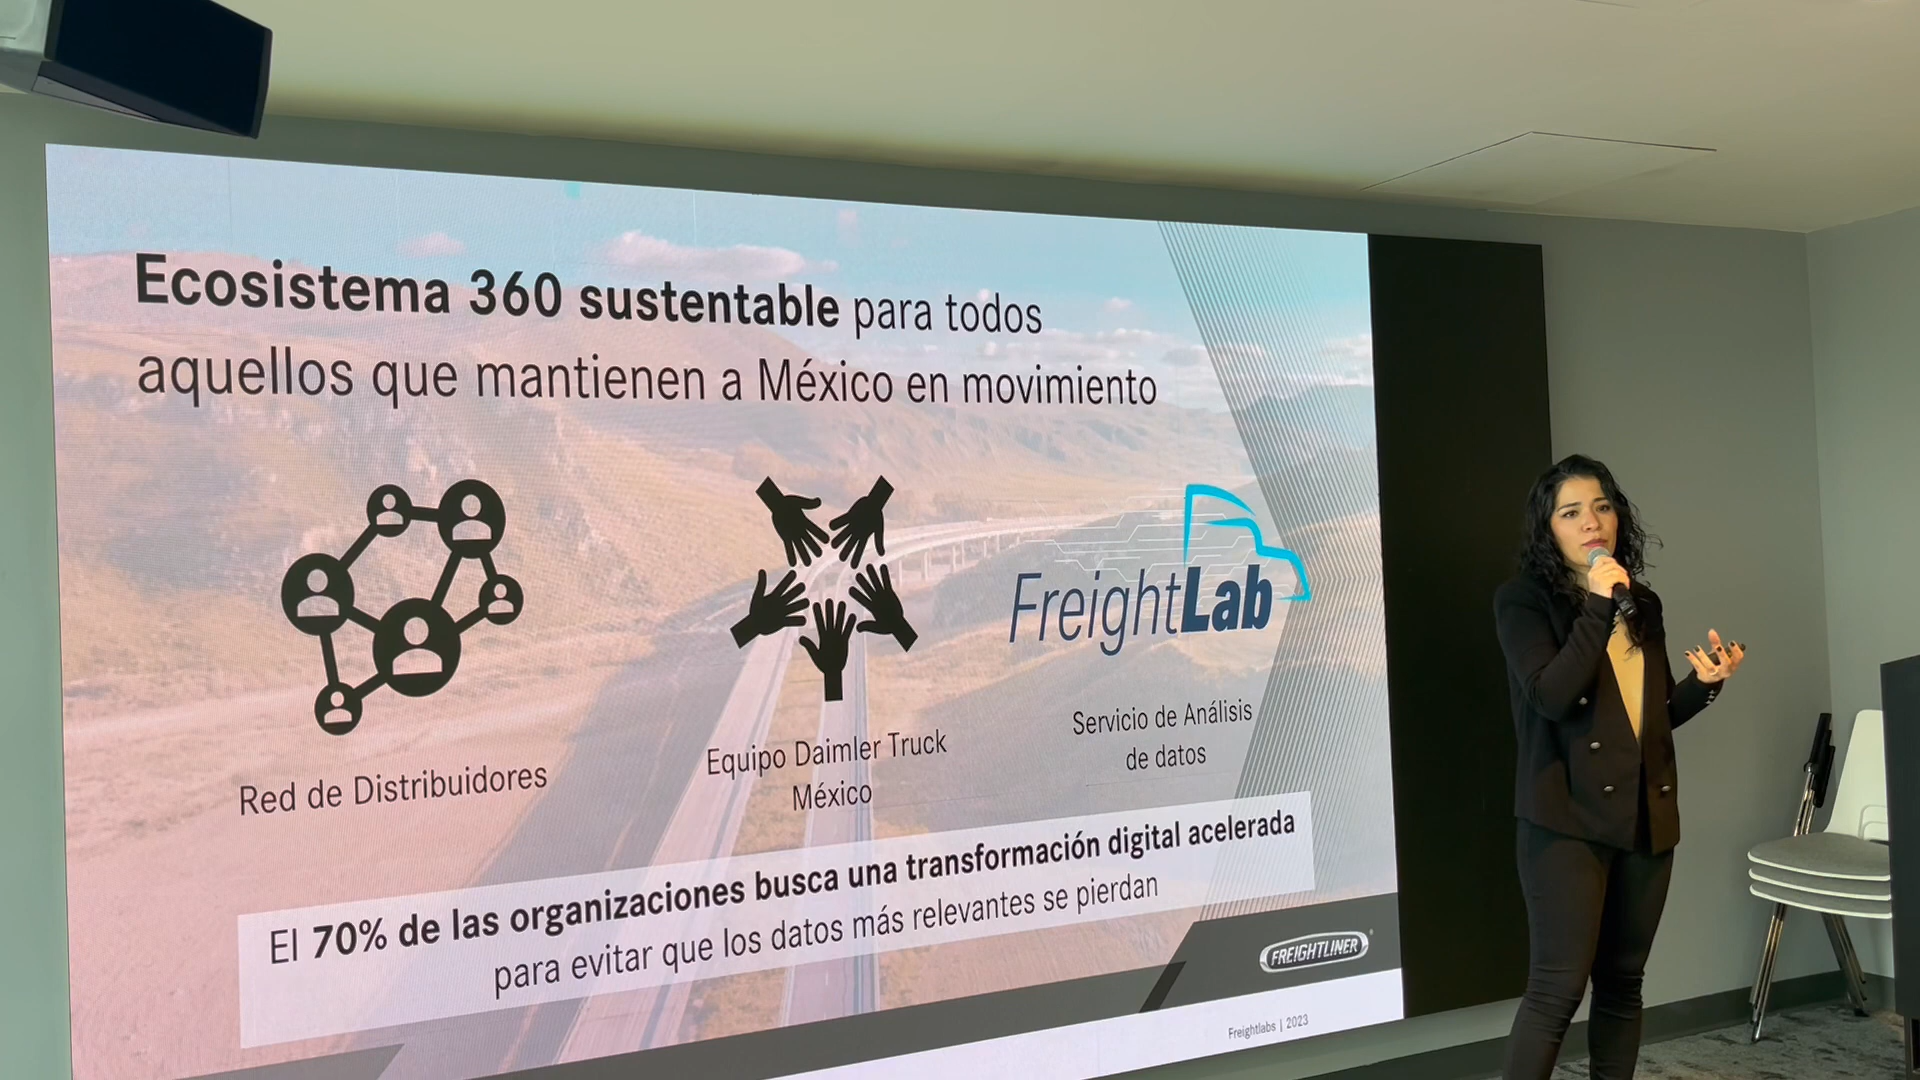 Ecosistema 360 sustentable para todos
aquellos que mantienen a México en movimiento
FreightLab
Red de Distribuidores
Equipo Daimler Truck
México
Servicio de Análisis
de datos
El 70% de las organizaciones busca una transformación digital acelerada
para evitar que los datos más relevantes se pierdan
FREIGHTLINER
Freightlabs | 2023